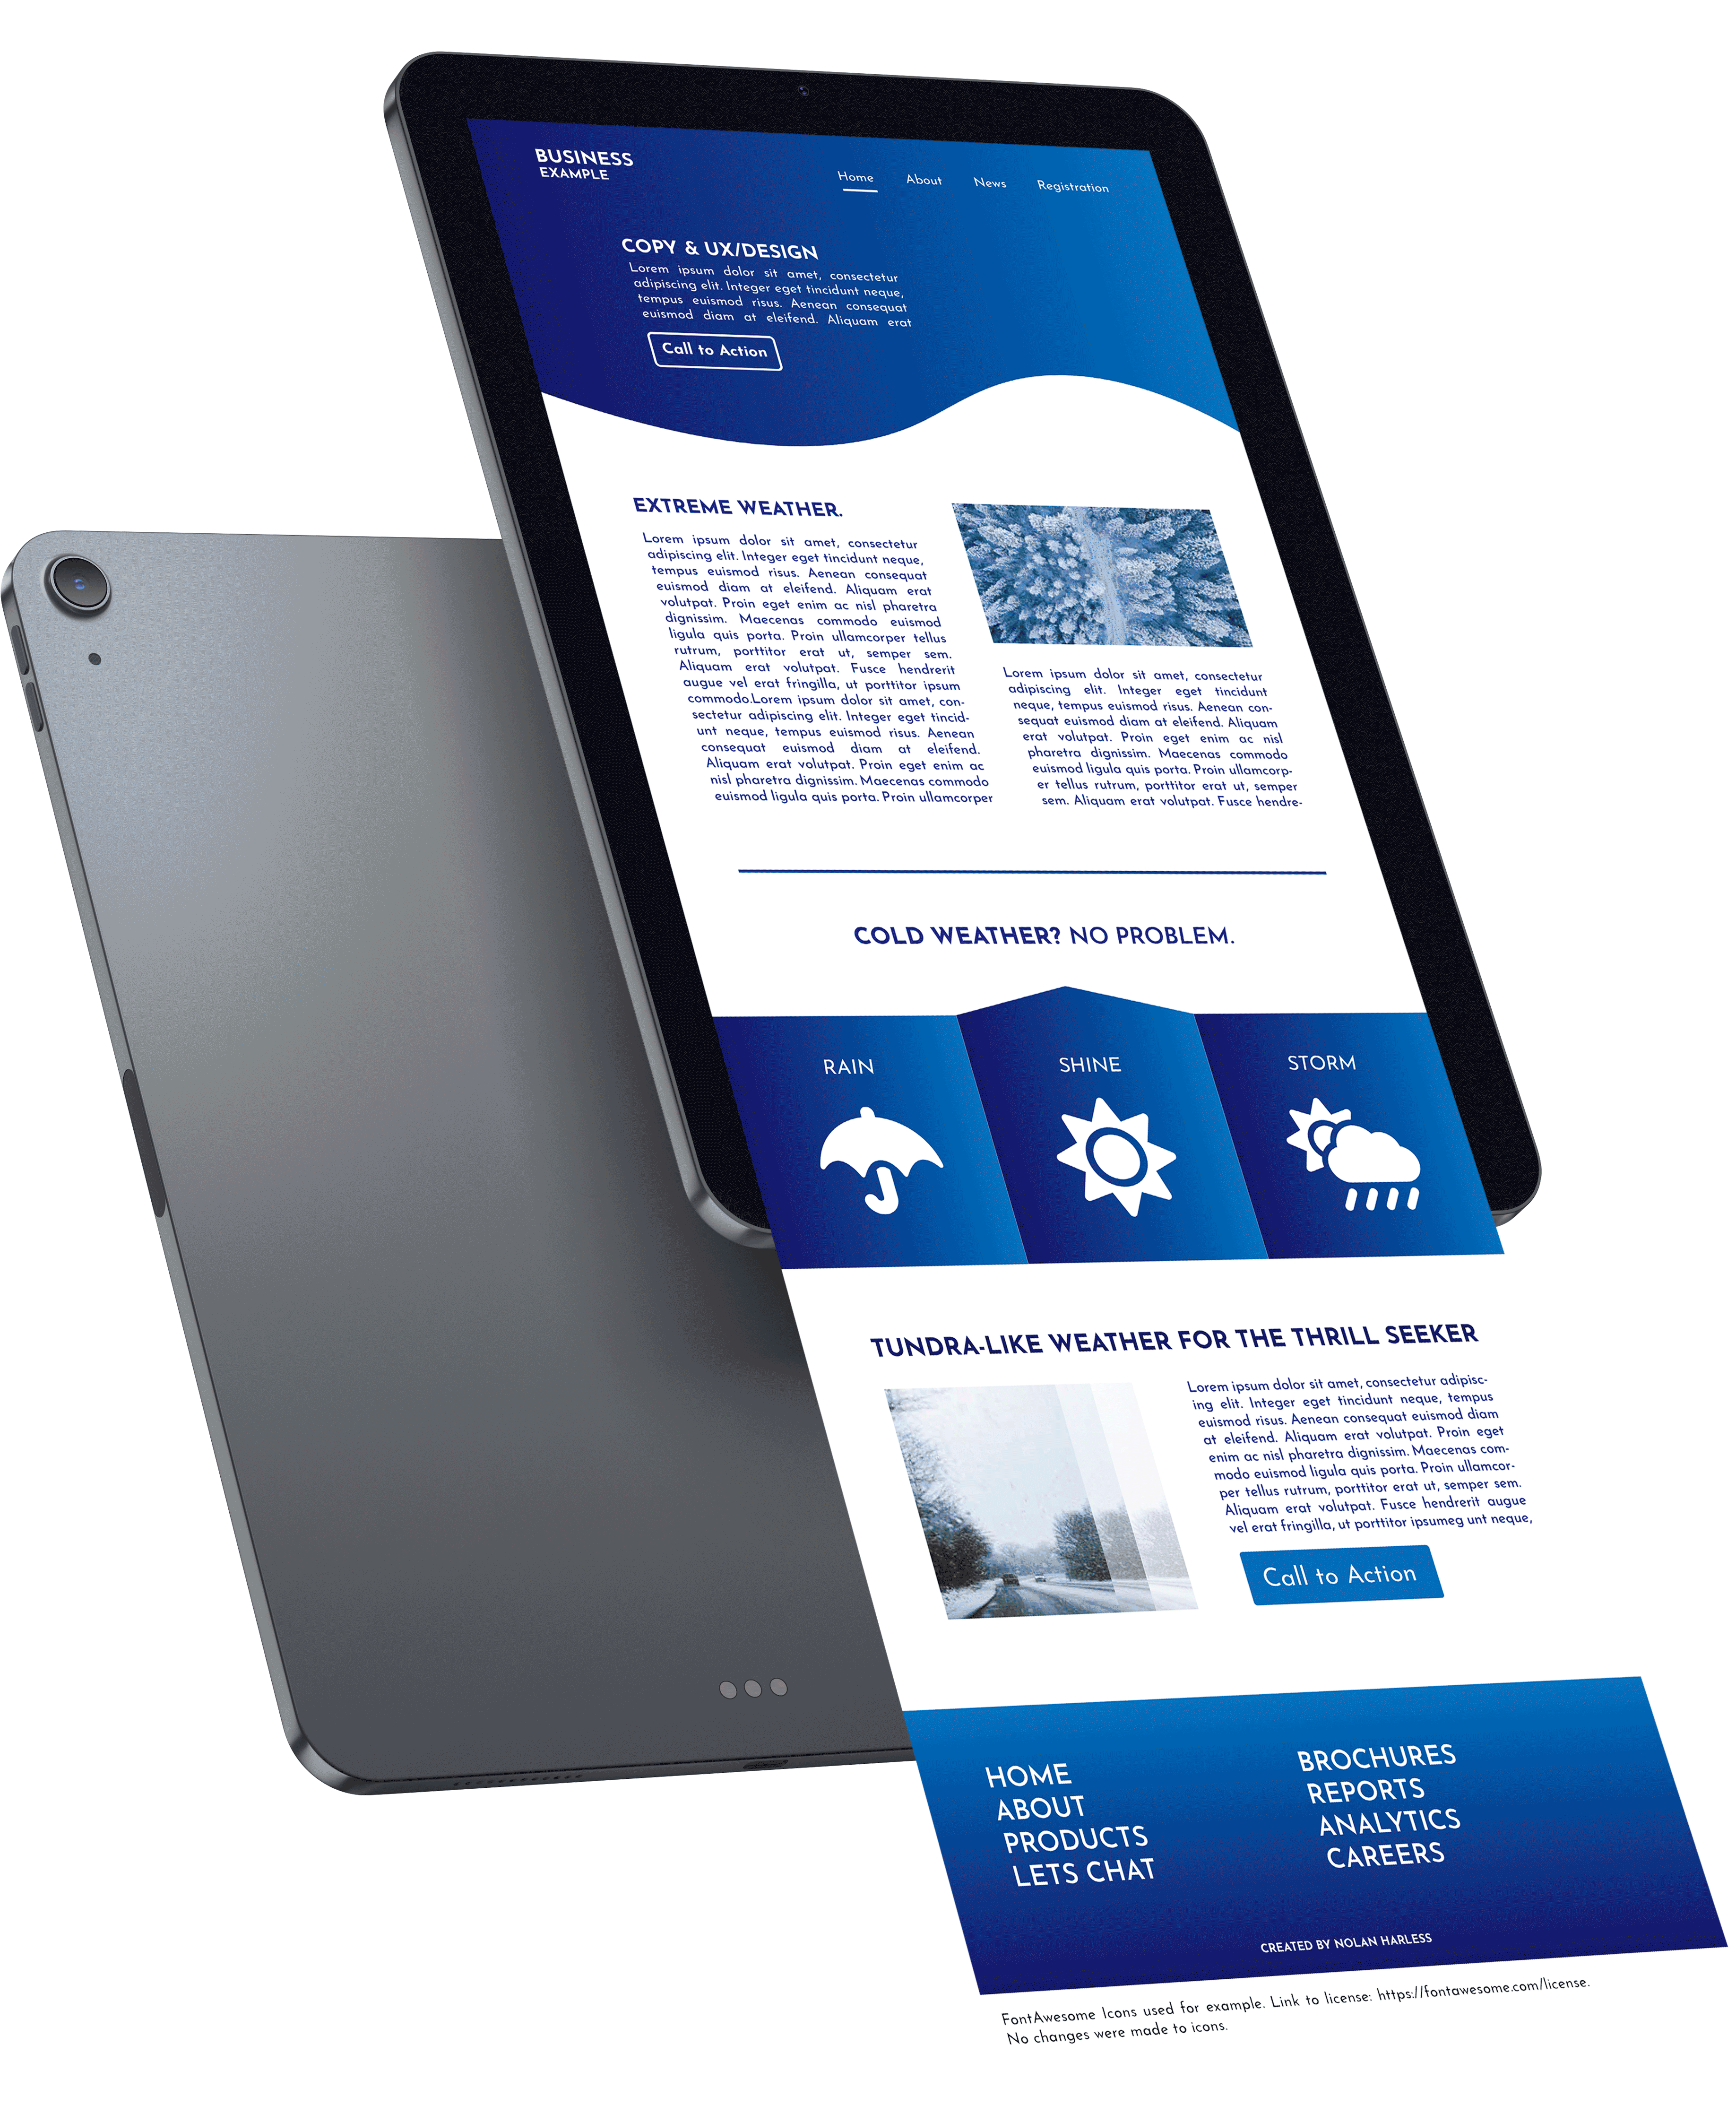 BUSINESS
EXAMPLE
Home About News Registration
COPY & UX/DESIGN
Lorem ipsum dolor sit amet, consectetur
adipiscing elit. Integer eget tincidunt neque,
tempus euismod risus. Aenean consequat
euismod diam at eleifend. Aliquam erat
Call to Action
EXTREME WEATHER.
Lorem ipsum dolor sit amet, consectetur
adipiscing elit. Integer eget tincidunt neque,
tempus euismod risus. Aenean consequat
euismod diam at eleifend. Aliquam erat
volutpat. Proin eget enim ac nisl pharetra
dignissim. Maecenas commodo euismod
ligula quis porta. Proin ullamcorper tellus
rutrum, porttitor erat ut, semper sem.
Aliquam erat volutpat. Fusce hendrerit
augue vel erat fringilla, ut porttitor ipsum
commodo.Lorem ipsum dolor sit amet, con-
sectetur adipiscing elit. Integer eget tincid-
unt neque, tempus euismod risus. Aenean
consequat euismod diam at eleifend.
Aliquam erat volutpat. Proin eget enim ac
nisl pharetra dignissim. Maecenas commodo
euismod ligula quis porta. Proin ullamcorper
Lorem ipsum dolor sit amet, consectetur
adipiscing elit. Integer eget tincidunt
neque, tempus euismod risus. Aenean con-
sequat euismod diam at eleifend. Aliquam
erat volutpat. Proin eget enim ac nisl
pharetra dignissim. Maecenas commodo
euismod ligula quis porta. Proin ullamcorp-
er tellus rutrum, porttitor erat ut, semper
sem. Aliquam erat volutpat. Fusce hendre-
COLD WEATHER? NO PROBLEM.
RAIN
SHINE
STORM
TUNDRA-LIKE WEATHER FOR THE THRILL SEEKER
Lorem ipsum dolor sit amet, consectetur adipisc-
ing elit. Integer eget tincidunt neque, tempus
euismod risus. Aenean consequat euismod diam
at eleifend. Aliquam erat volutpat. Proin eget
enim ac nisl pharetra dignissim. Maecenas com-
modo euismod ligula quis porta. Proin ullamcor-
per tellus rutrum, porttitor erat ut, semper sem.
Aliquam erat volutpat. Fusce hendrerit augue
vel erat fringilla, ut porttitor ipsumeg unt neque,
Call to Action
HOME
ABOUT
PRODUCTS
LETS CHAT
BROCHURES
REPORTS
ANALYTICS
CAREERS
CREATED BY NOLAN HARLESS
FontAwesome Icons used for example. Link to license: https://fontawesome.com/license.
No changes were made to icons.